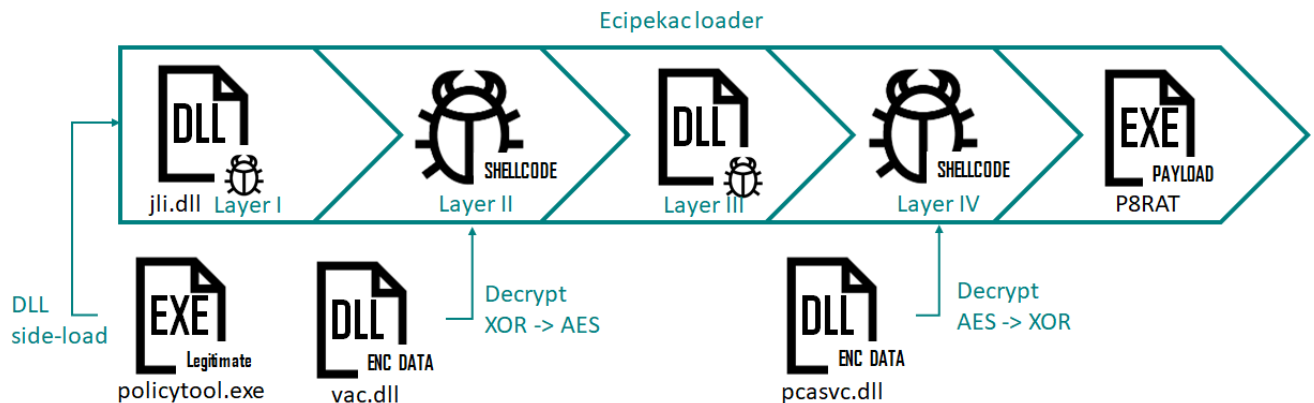 Ecipekac loader
DLL
jli.dll
Layer I
SHELLCODE
Layer II
DLL
Layer III
SHELLCODE
Layer IV
EXE
PAYLOAD
P8RAT
DLL
side-load
EXE
Legitimate
policytool.exe
DLL
ENC DATA
vac.dll
Decrypt
XOR -> AES
DLL
ENC DATA
pcasvc.dll
Decrypt
AES -> XOR